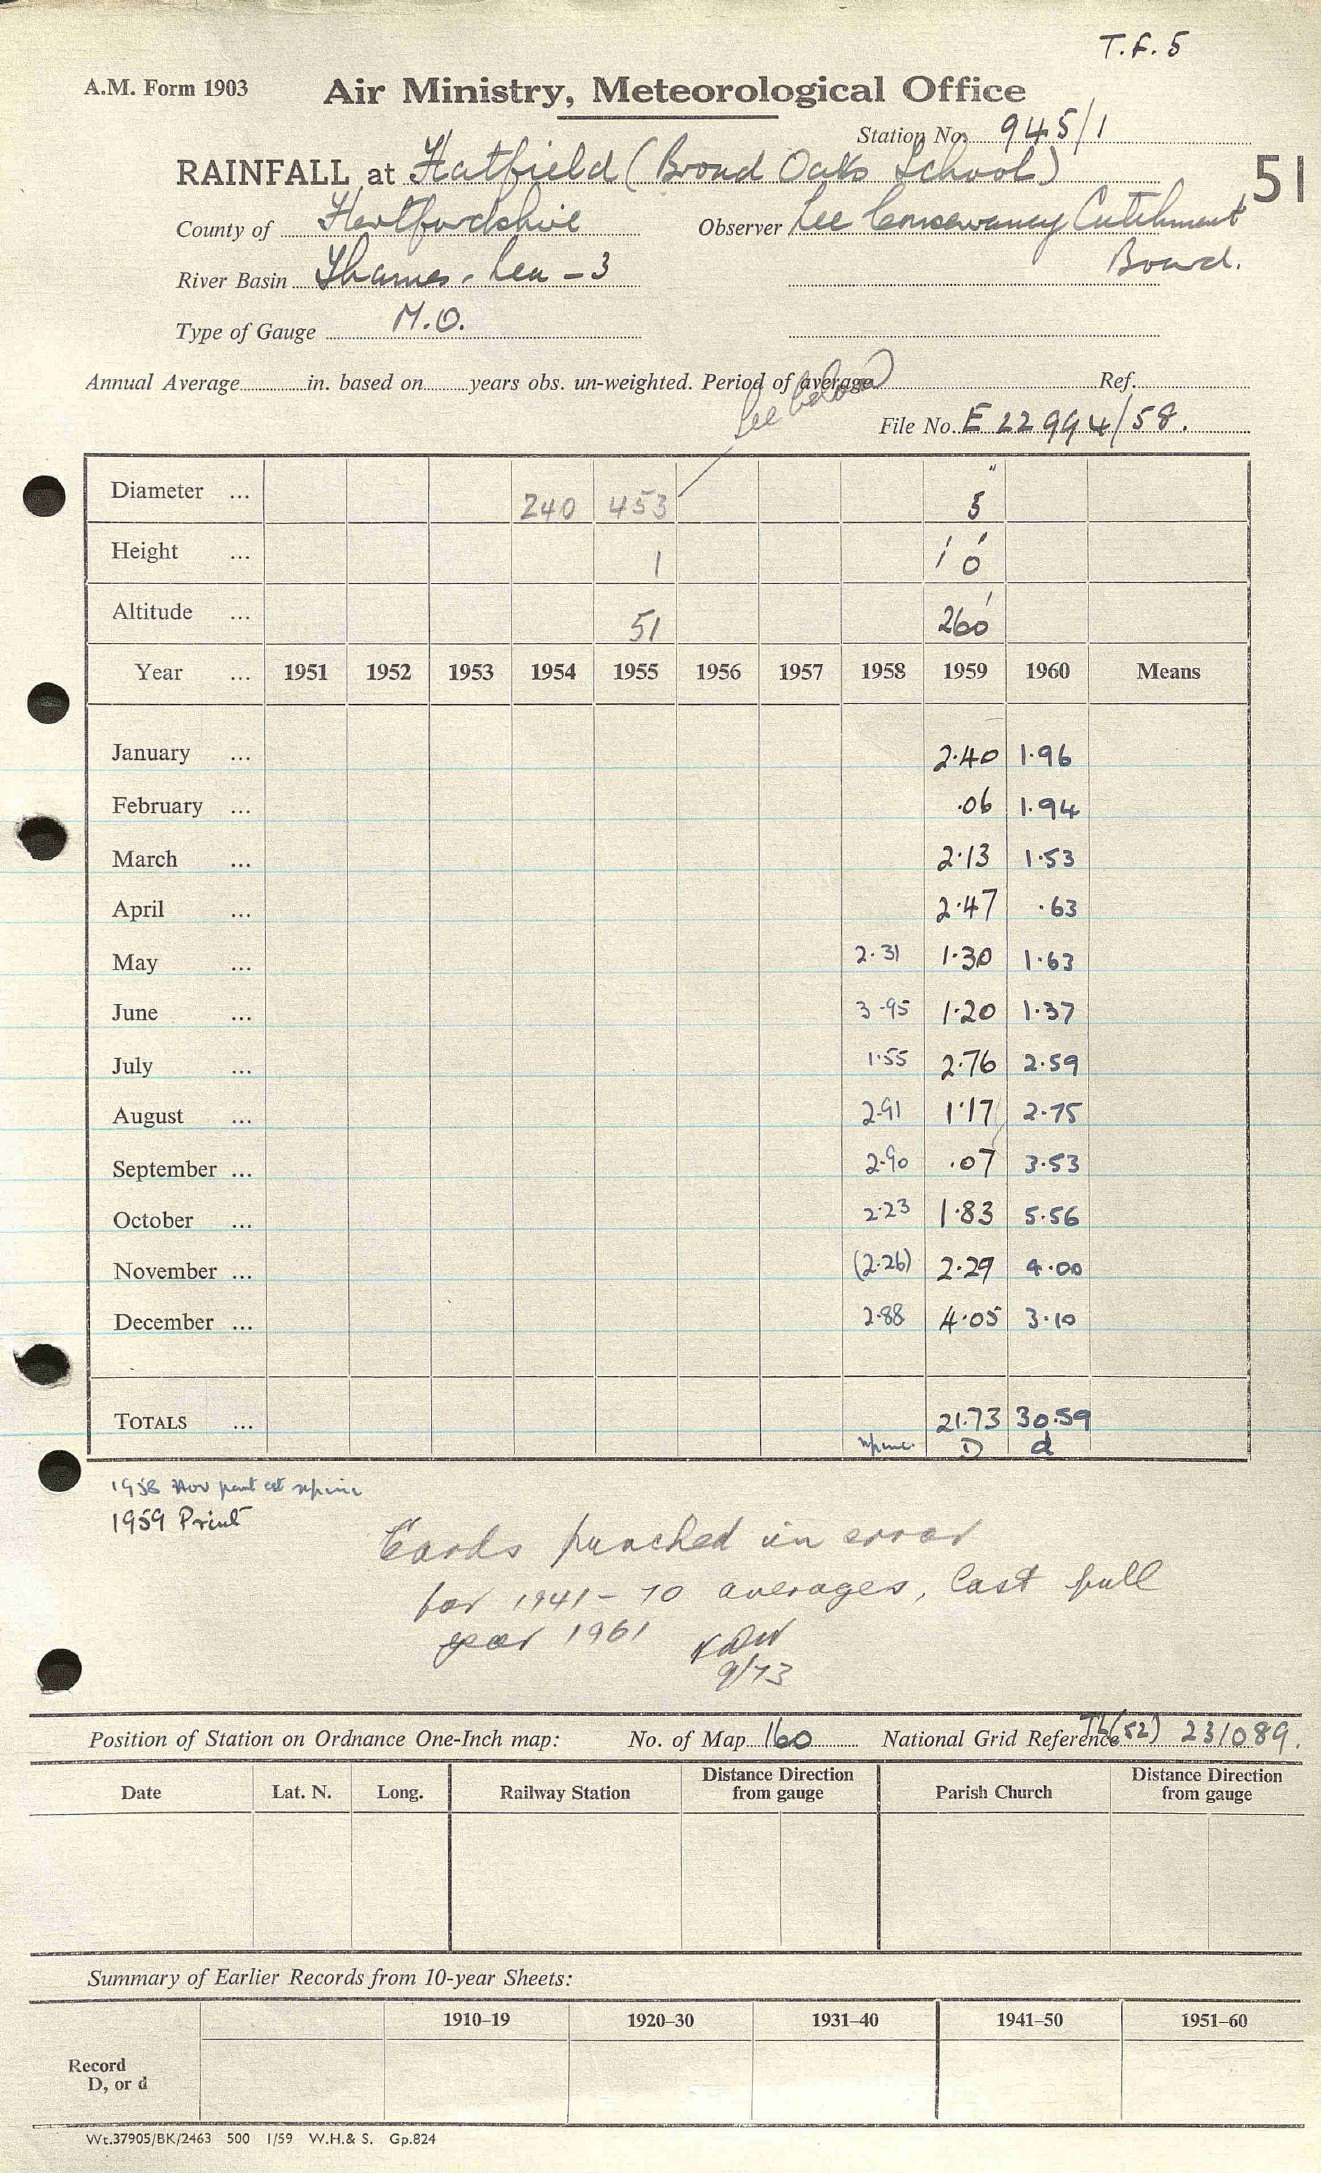 T.F.5
A.M. Form 1903 Air Ministry, Meteorological Office
Station No. 945/1
RAINFALL at Hatfield (Broad Oaks School) 51
County of Hertfordshire Observer Lee Conservancy Catchment
River Basin Thames - Lea - 3 Board.
Type of Gauge M.O.
Annual Average in. based on years obs. un-weighted. Period of average Ref.
See below
File No. E 22994/58.
Diameter ... 240 453 5"
Height ... 1 1' 0
Altitude ... 51 260'
Year ... 1951 1952 1953 1954 1955 1956 1957 1958 1959 1960 Means
January ... 2.40 1.96
February ... .06 1.94
March ... 2.13 1.53
April ... 2.47 .63
May ... 2.31 1.30 1.63
June ... 3.95 1.20 1.37
July ... 1.55 2.76 2.59
August ... 2.91 1.17 2.75
September ... 2.90 .07 3.53
October ... 2.23 1.83 5.56
November ... (2.26) 2.29 4.00
December ... 2.88 4.05 3.10
TOTALS ... 21.73 30.59
D d
1958 Nov part est
1959 Print
Cards punched in error
for 1941-70 averages, last full
year 1961
9/73
Position of Station on Ordnance One-Inch map: No. of Map 160 National Grid Reference TL(52) 231089.
Date Lat. N. Long. Railway Station Distance Direction from gauge Parish Church Distance Direction from gauge
Summary of Earlier Records from 10-year Sheets:
1910–19 1920–30 1931–40 1941–50 1951–60
Record
D, or d
Wt.37905/BK/2463 500 1/59 W.H.& S. Gp.824